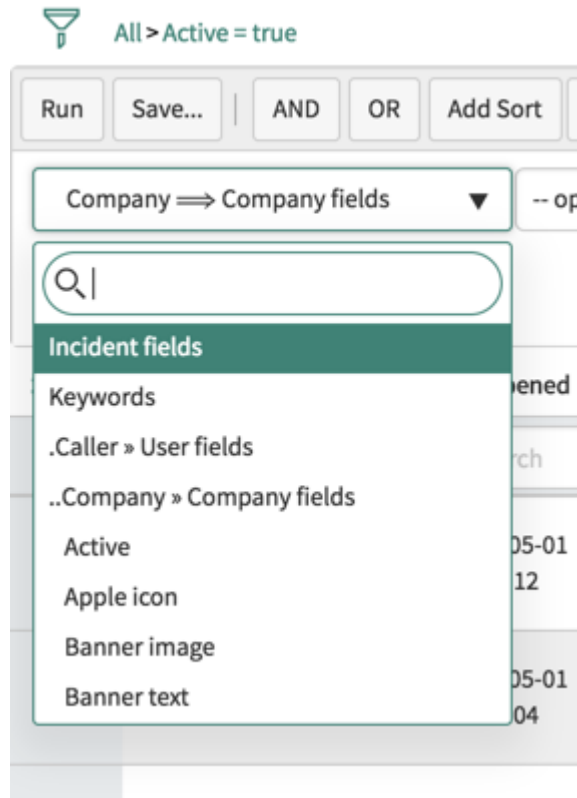 All > Active = true
Run Save... AND OR Add Sort
Company ⟹ Company fields ▼ -- op
Incident fields
Keywords
.Caller » User fields
..Company » Company fields
Active
Apple icon
Banner image
Banner text
ened
rch
05-01
12
05-01
04